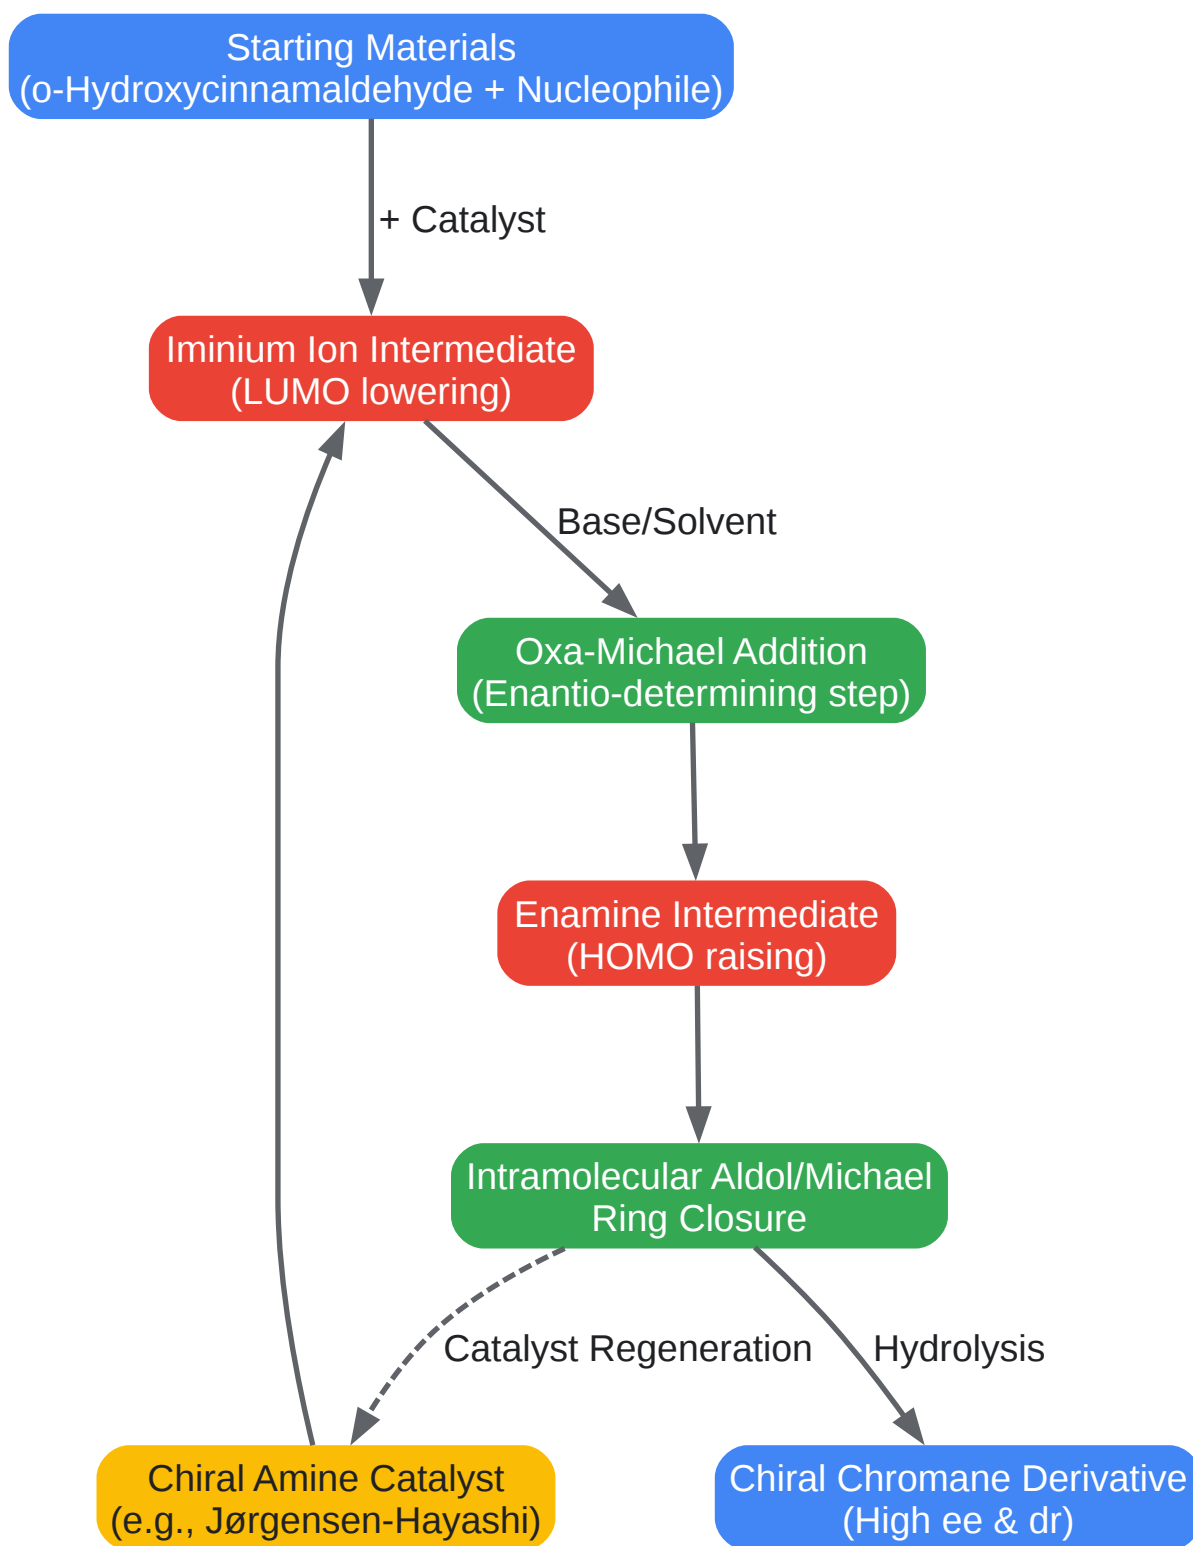 Starting Materials
(o-Hydroxycinnamaldehyde + Nucleophile)
+ Catalyst
Iminium Ion Intermediate
(LUMO lowering)
Base/Solvent
Oxa-Michael Addition
(Enantio-determining step)
Enamine Intermediate
(HOMO raising)
Intramolecular Aldol/Michael
Ring Closure
Catalyst Regeneration
Hydrolysis
Chiral Amine Catalyst
(e.g., Jørgensen-Hayashi)
Chiral Chromane Derivative
(High ee & dr)